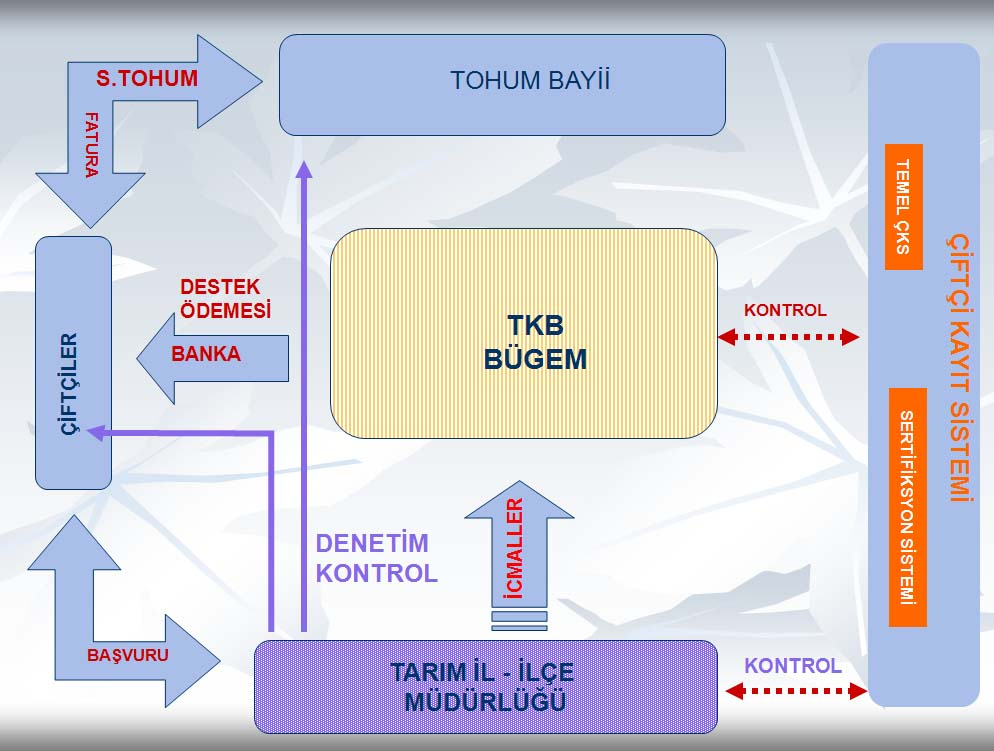 S.TOHUM
TOHUM BAYİİ
FATURA
TEMEL ÇKS
ÇİFTÇİ KAYIT SİSTEMİ
DESTEK
ÖDEMESİ
BANKA
ÇİFTÇİLER
TKB
BÜGEM
KONTROL
SERTİFİKSYON SİSTEMİ
DENETİM
KONTROL
İCMALLER
BAŞVURU
TARIM İL - İLÇE
MÜDÜRLÜĞÜ
KONTROL